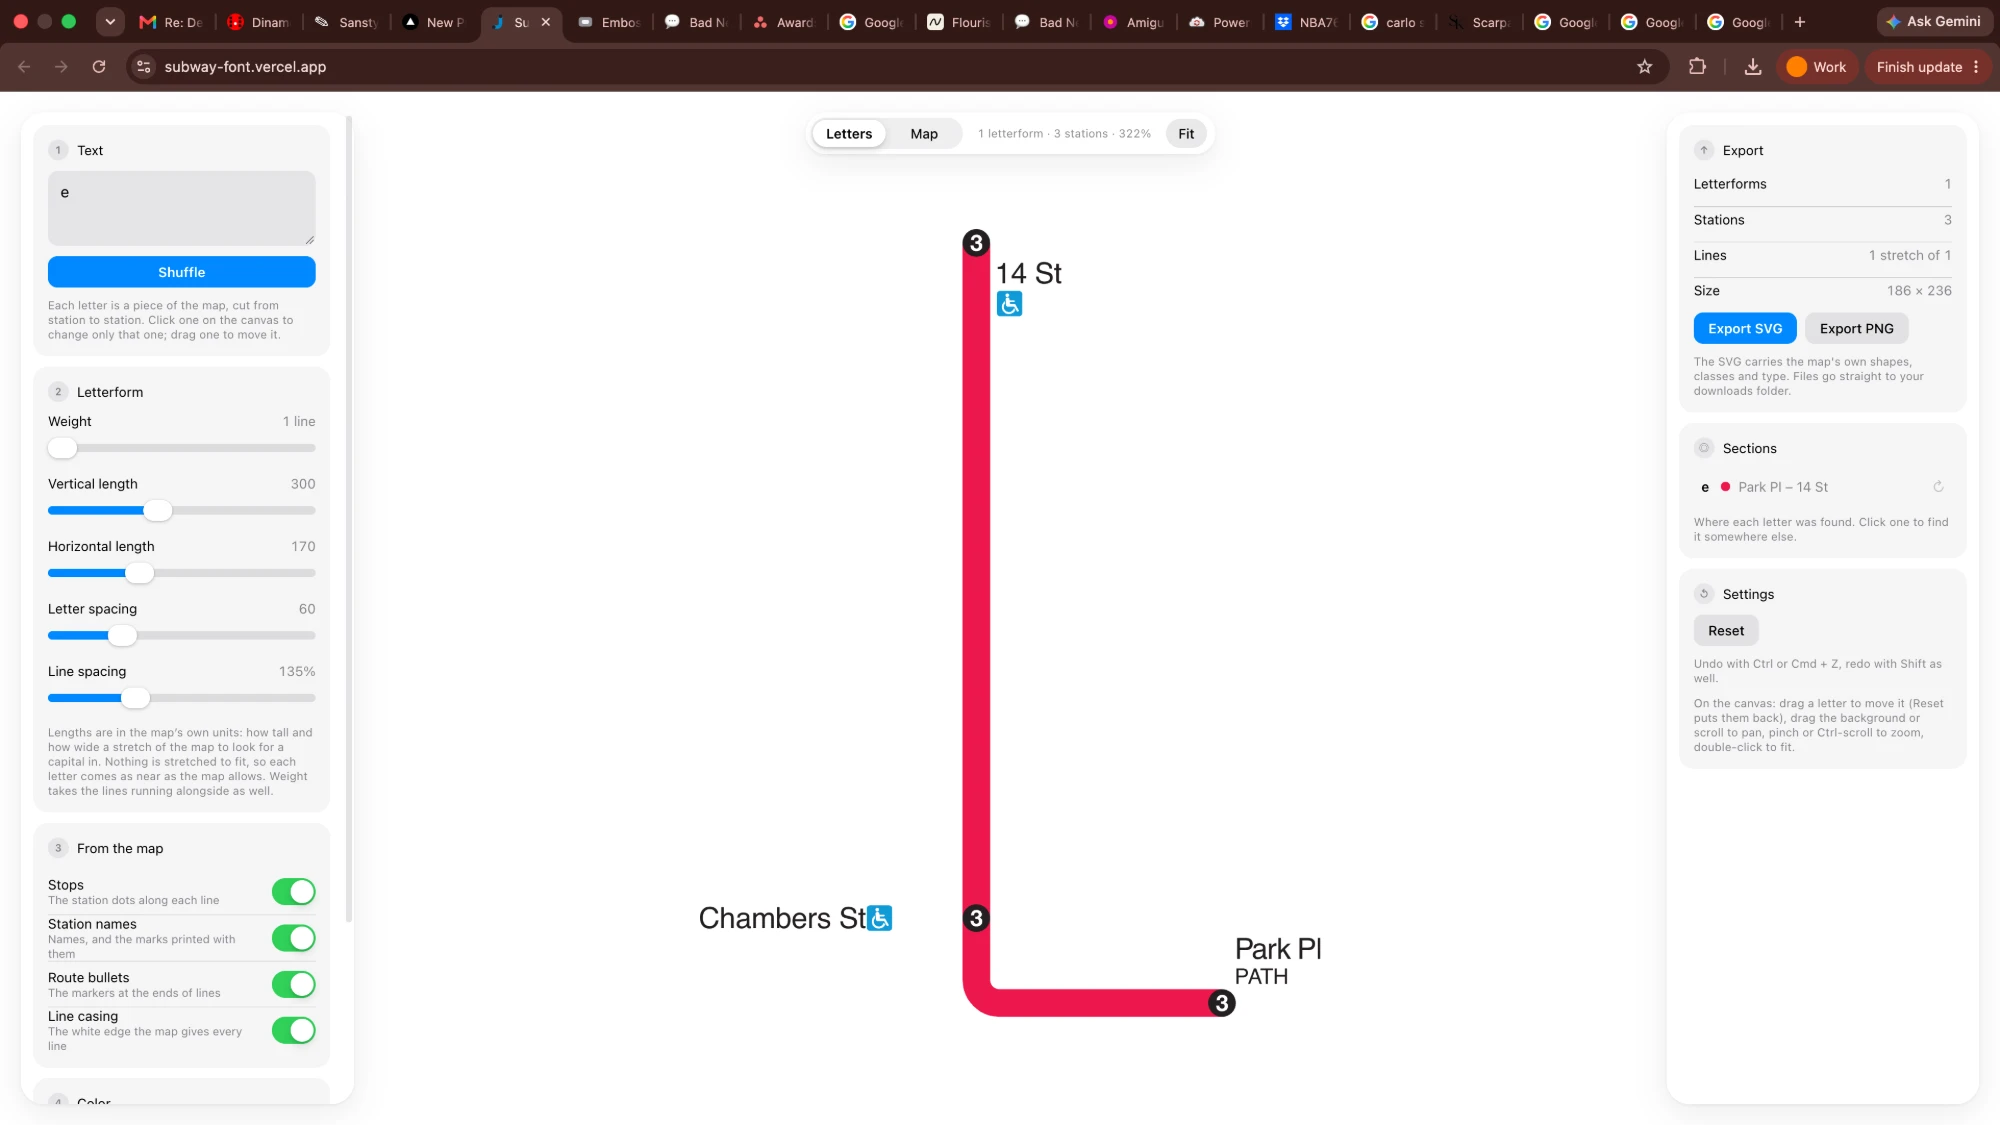 Re: De
Dinam
Sansty
New P
Su
Embos
Bad N
Award
Googl
Flouris
Bad N
Amigu
Power
NBA76
carlo s
Scarpa
Googl
Googl
Googl
Ask Gemini
subway-font.vercel.app
Work
Finish update
1 Text
e
Shuffle
Each letter is a piece of the map, cut from
station to station. Click one on the canvas to
change only that one; drag one to move it.
2 Letterform
Weight 1 line
Vertical length 300
Horizontal length 170
Letter spacing 60
Line spacing 135%
Lengths are in the map's own units: how tall and
how wide a stretch of the map to look for a
capital in. Nothing is stretched to fit, so each
letter comes as near as the map allows. Weight
takes the lines running alongside as well.
3 From the map
Stops
The station dots along each line
Station names
Names, and the marks printed with
them
Route bullets
The markers at the ends of lines
Line casing
The white edge the map gives every
line
4 Color
Letters Map 1 letterform · 3 stations · 322% Fit
3
14 St
Chambers St
3
Park Pl
PATH
3
Export
Letterforms 1
Stations 3
Lines 1 stretch of 1
Size 186 × 236
Export SVG Export PNG
The SVG carries the map's own shapes,
classes and type. Files go straight to your
downloads folder.
Sections
e Park Pl – 14 St
Where each letter was found. Click one to find
it somewhere else.
Settings
Reset
Undo with Ctrl or Cmd + Z, redo with Shift as
well.
On the canvas: drag a letter to move it (Reset
puts them back), drag the background or
scroll to pan, pinch or Ctrl-scroll to zoom,
double-click to fit.